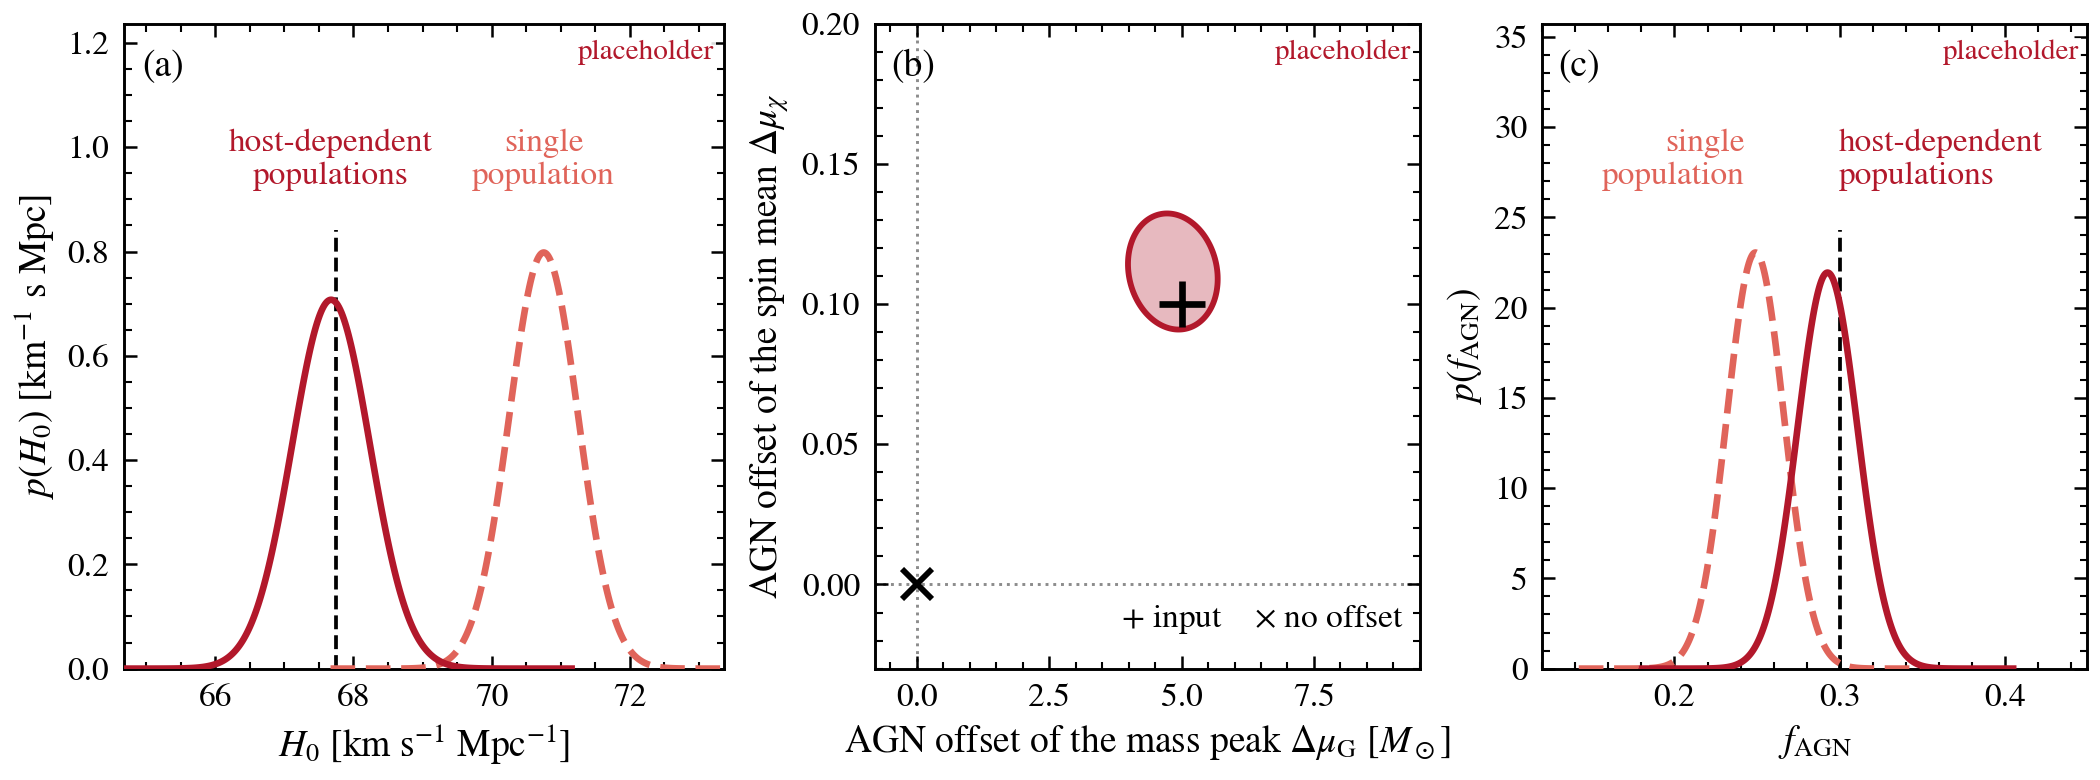 (a)
placeholder
host-dependent
populations
single
population
1.2
1.0
0.8
0.6
0.4
0.2
0.0
66
68
70
72
p(H₀) [km⁻¹ s Mpc]
H₀ [km s⁻¹ Mpc⁻¹]
(b)
placeholder
0.20
0.15
0.10
0.05
0.00
+ input × no offset
0.0
2.5
5.0
7.5
AGN offset of the spin mean Δμᵪ
AGN offset of the mass peak Δμ_G [M_⊙]
(c)
placeholder
single
population
host-dependent
populations
35
30
25
20
15
10
5
0
0.2
0.3
0.4
p(f_AGN)
f_AGN